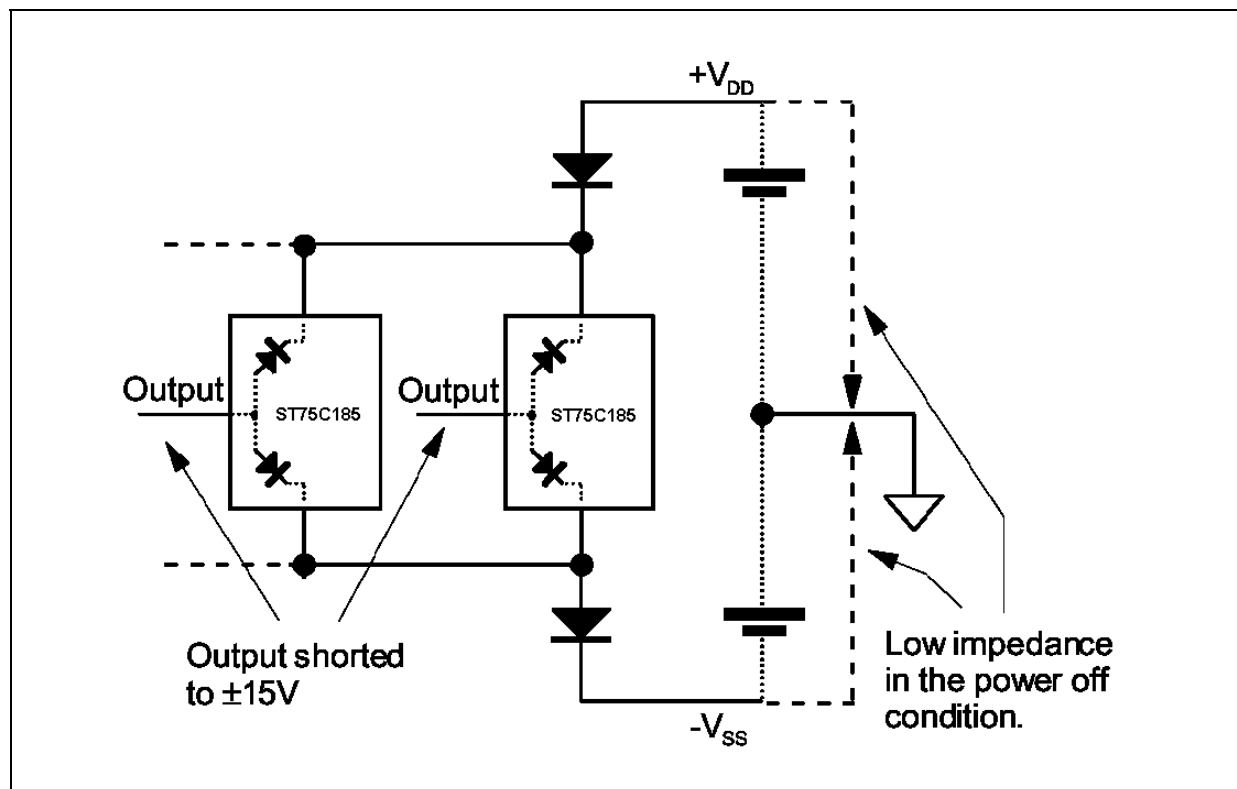 +V_DD
Output
ST75C185
Output
ST75C185
Output shorted
to ±15V
-V_SS
Low impedance
in the power off
condition.